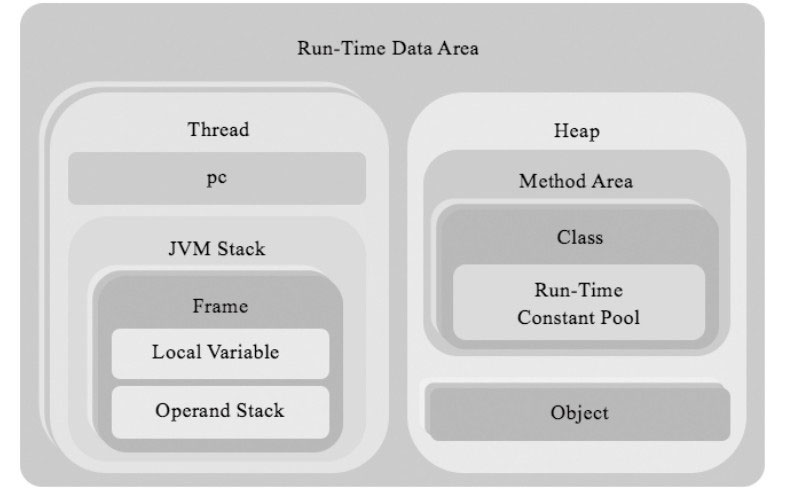 Run-Time Data Area
Thread
pc
JVM Stack
Frame
Local Variable
Operand Stack
Heap
Method Area
Class
Run-Time
Constant Pool
Object